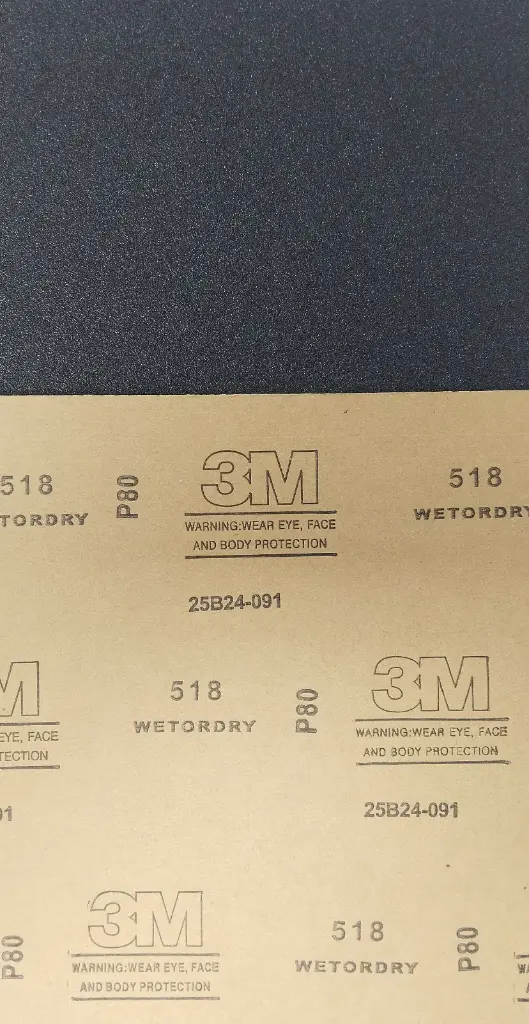 518
TORDRY
P80
3M
WARNING:WEAR EYE, FACE
AND BODY PROTECTION
518
WETORDRY
25B24-091
M
EYE, FACE
TECTION
91
518
WETORDRY
P80
3M
WARNING:WEAR EYE, FACE
AND BODY PROTECTION
25B24-091
P80
3M
WARNING:WEAR EYE, FACE
AND BODY PROTECTION
518
WETORDRY
P80